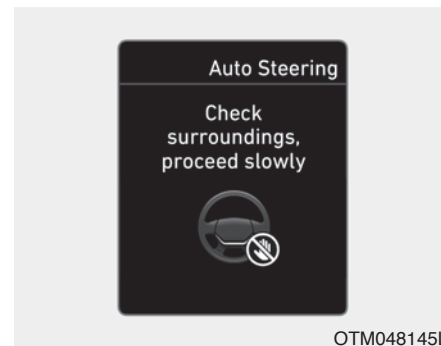 Auto Steering
Check
surroundings,
proceed slowly
OTM048145L